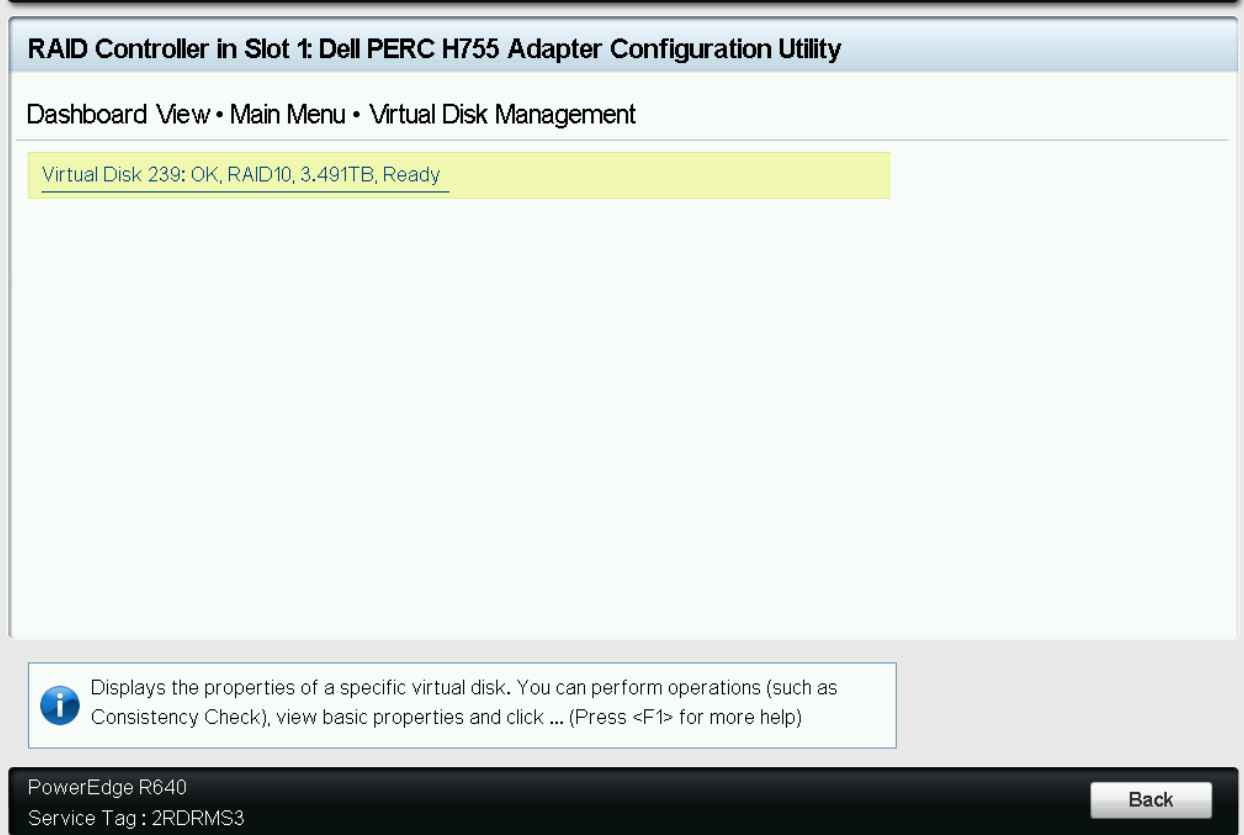 RAID Controller in Slot 1: Dell PERC H755 Adapter Configuration Utility
Dashboard View • Main Menu • Virtual Disk Management
Virtual Disk 239: OK, RAID10, 3.491TB, Ready
Displays the properties of a specific virtual disk. You can perform operations (such as
Consistency Check), view basic properties and click ... (Press <F1> for more help)
PowerEdge R640
Service Tag : 2RDRMS3
Back